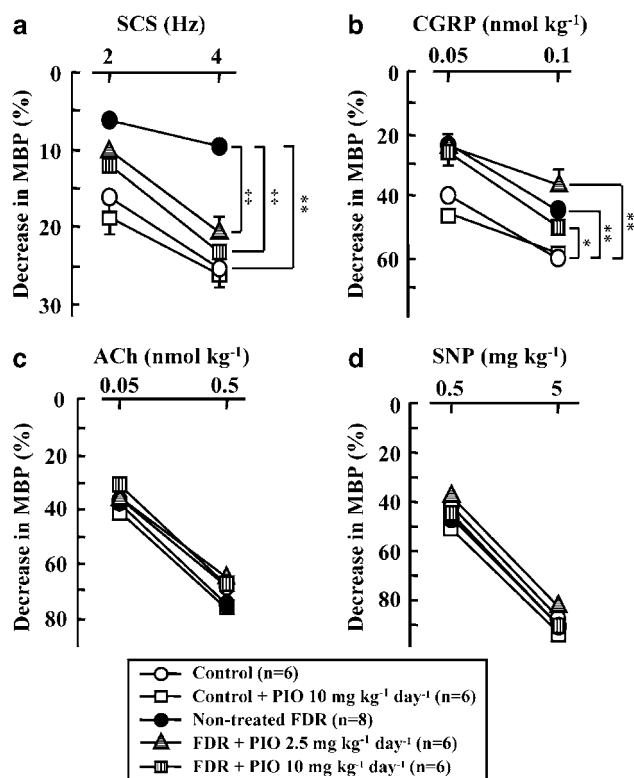 a
SCS (Hz)
2 4
0
10
20
30
Decrease in MBP (%)
‡‡
‡‡
**
b
CGRP (nmol kg⁻¹)
0.05 0.1
0
20
40
60
Decrease in MBP (%)
*
**
**
c
ACh (nmol kg⁻¹)
0.05 0.5
0
20
40
60
80
Decrease in MBP (%)
d
SNP (mg kg⁻¹)
0.5 5
0
20
40
60
80
Decrease in MBP (%)
Control (n=6)
Control + PIO 10 mg kg⁻¹ day⁻¹ (n=6)
Non-treated FDR (n=8)
FDR + PIO 2.5 mg kg⁻¹ day⁻¹ (n=6)
FDR + PIO 10 mg kg⁻¹ day⁻¹ (n=6)